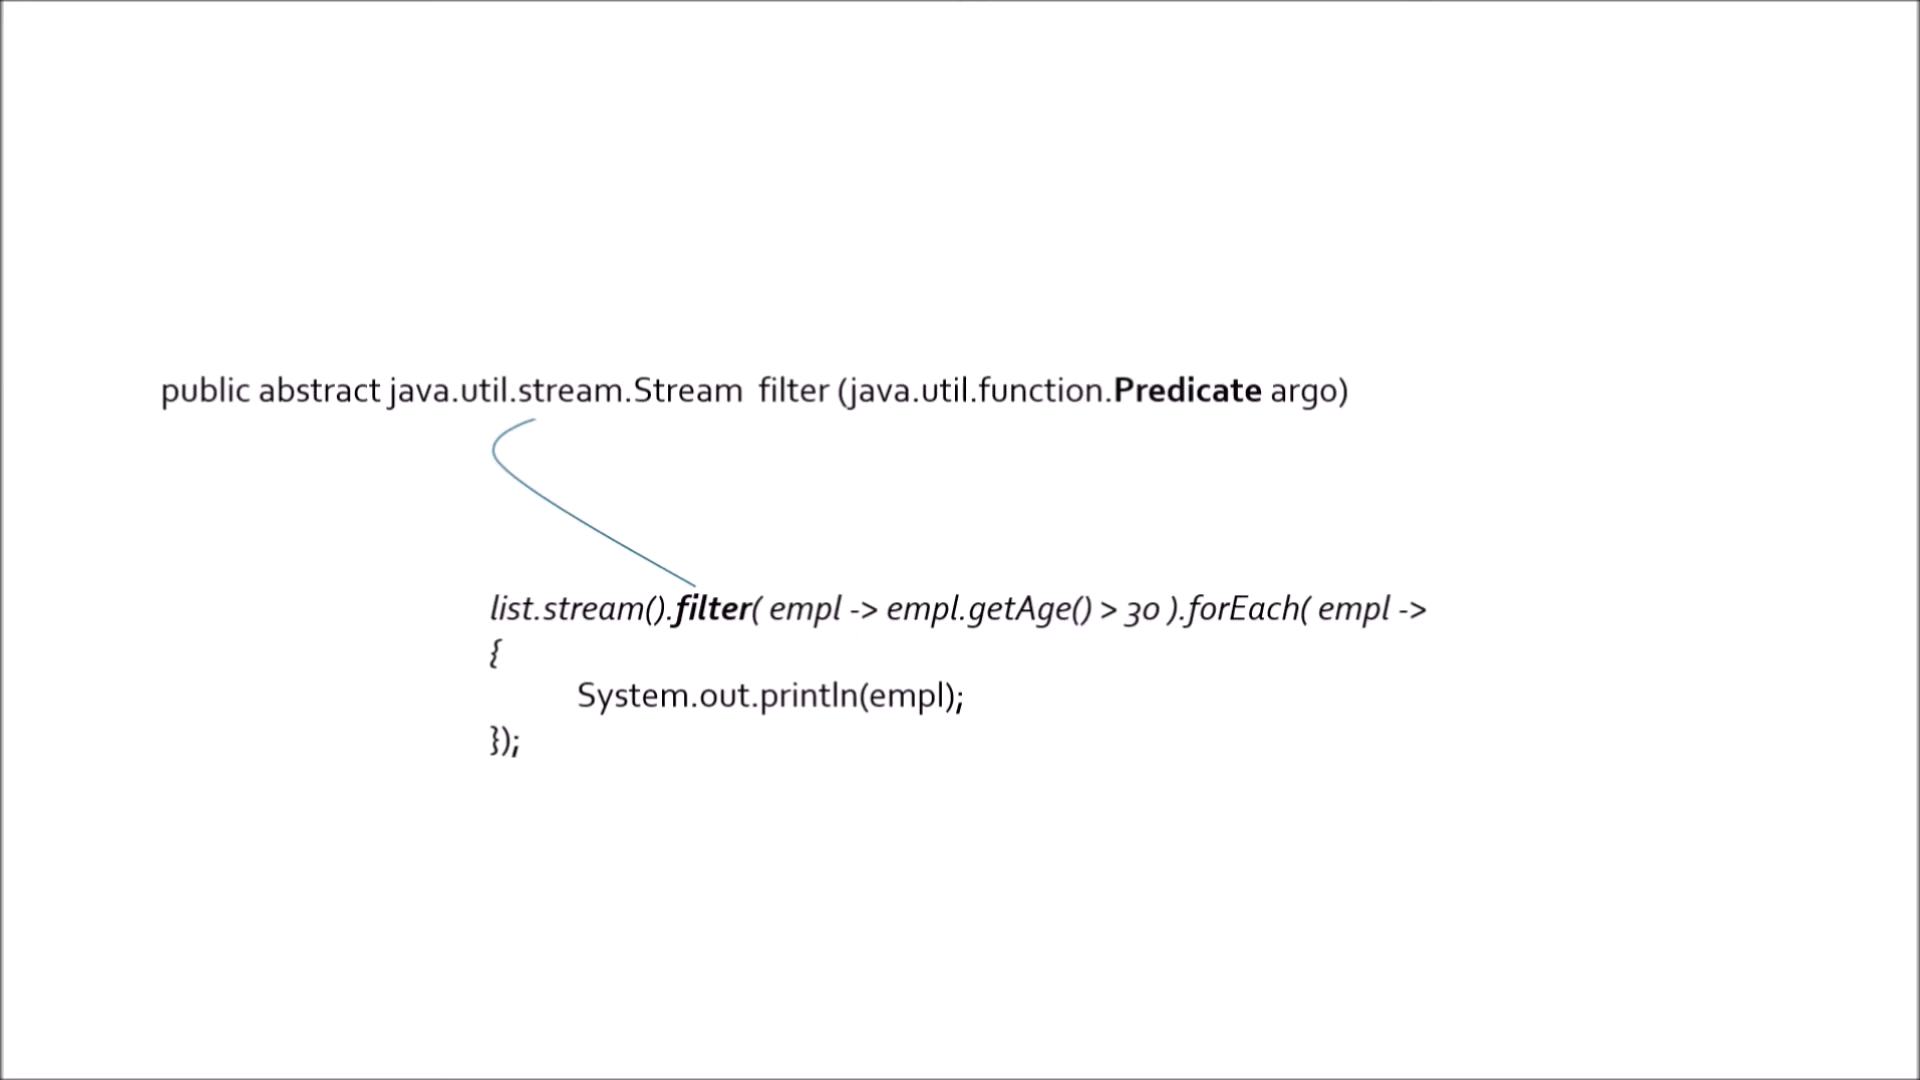 public abstract java.util.stream.Stream filter (java.util.function.Predicate arg0)
list.stream().filter( empl -> empl.getAge() > 30 ).forEach( empl ->
{
System.out.println(empl);
});